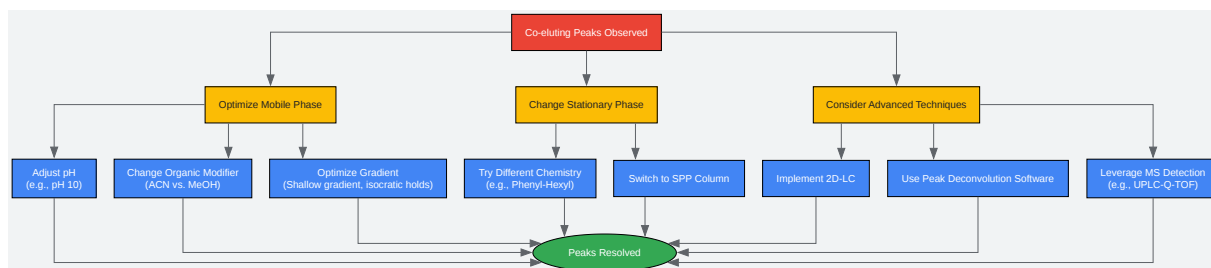 Co-eluting Peaks Observed
Optimize Mobile Phase
Change Stationary Phase
Consider Advanced Techniques
Adjust pH
(e.g., pH 10)
Change Organic Modifier
(ACN vs. MeOH)
Optimize Gradient
(Shallow gradient, isocratic holds)
Try Different Chemistry
(e.g., Phenyl-Hexyl)
Switch to SPP Column
Implement 2D-LC
Use Peak Deconvolution Software
Leverage MS Detection
(e.g., UPLC-Q-TOF)
Peaks Resolved